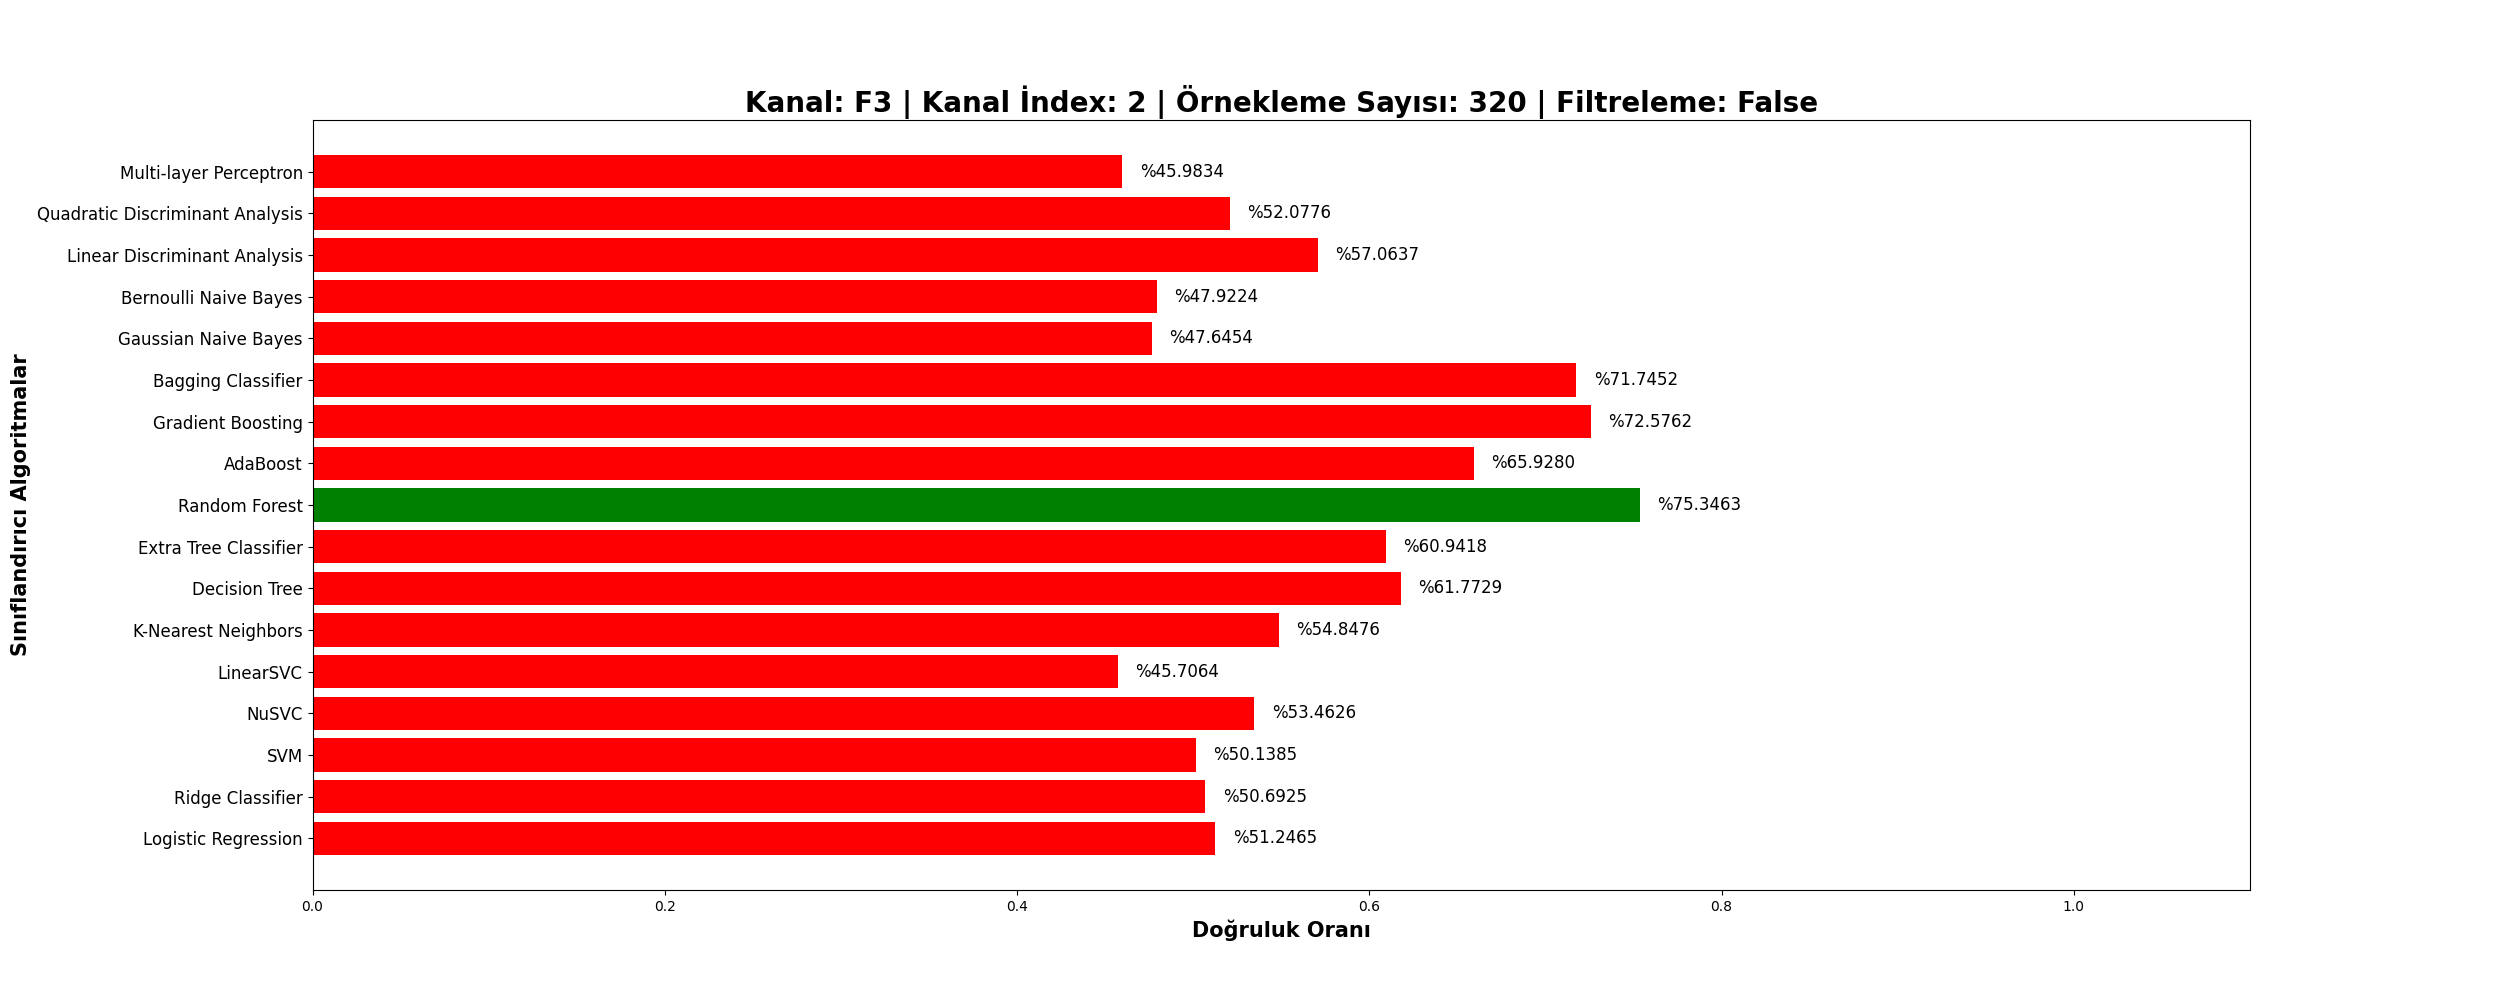 Kanal: F3 | Kanal İndex: 2 | Örnekleme Sayısı: 320 | Filtreleme: False
Sınıflandırıcı Algoritmalar
Multi-layer Perceptron %45.9834
Quadratic Discriminant Analysis %52.0776
Linear Discriminant Analysis %57.0637
Bernoulli Naive Bayes %47.9224
Gaussian Naive Bayes %47.6454
Bagging Classifier %71.7452
Gradient Boosting %72.5762
AdaBoost %65.9280
Random Forest %75.3463
Extra Tree Classifier %60.9418
Decision Tree %61.7729
K-Nearest Neighbors %54.8476
LinearSVC %45.7064
NuSVC %53.4626
SVM %50.1385
Ridge Classifier %50.6925
Logistic Regression %51.2465
0.0 0.2 0.4 0.6 0.8 1.0
Doğruluk Oranı